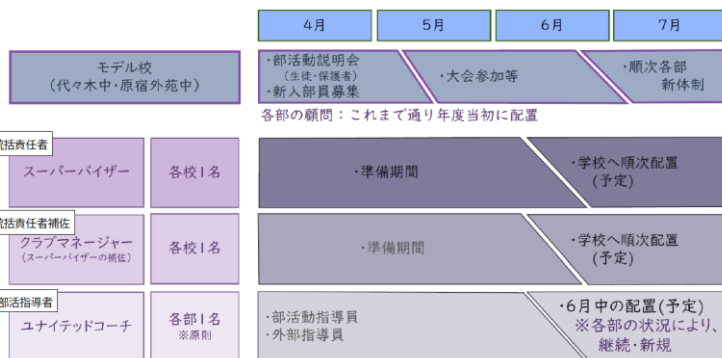 4月
5月
6月
7月
モデル校
(代々木中・原宿外苑中)
・部活動説明会
(生徒・保護者)
・新入部員募集
・大会参加等
・順次各部
新体制
各部の顧問:これまで通り年度当初に配置
統括責任者
スーパーバイザー
各校1名
・準備期間
・学校へ順次配置
(予定)
統括責任者補佐
クラブマネージャー
(スーパーバイザーの補佐)
各校1名
・準備期間
・学校へ順次配置
(予定)
部活指導者
ユナイテッドコーチ
各部1名
※原則
・部活動指導員
・外部指導員
・6月中の配置(予定)
※各部の状況により、
継続・新規